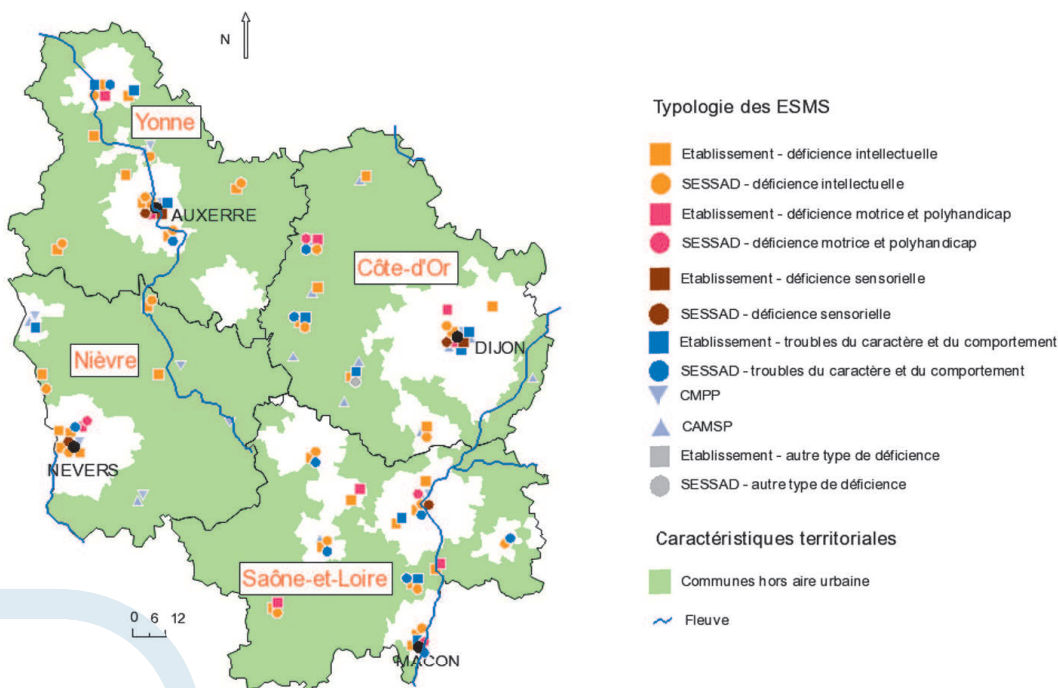 N
Yonne
AUXERRE
Côte-d'Or
DIJON
Nièvre
NEVERS
Saône-et-Loire
MACON
0 6 12
Typologie des ESMS
Etablissement - déficience intellectuelle
SESSAD - déficience intellectuelle
Etablissement - déficience motrice et polyhandicap
SESSAD - déficience motrice et polyhandicap
Etablissement - déficience sensorielle
SESSAD - déficience sensorielle
Etablissement - troubles du caractère et du comportement
SESSAD - troubles du caractère et du comportement
CMPP
CAMSP
Etablissement - autre type de déficience
SESSAD - autre type de déficience
Caractéristiques territoriales
Communes hors aire urbaine
Fleuve